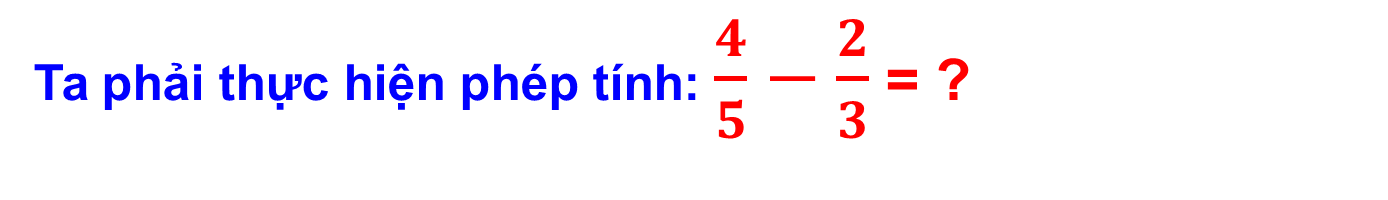 Ta phải thực hiện phép tính: 4/5 − 2/3 = ?